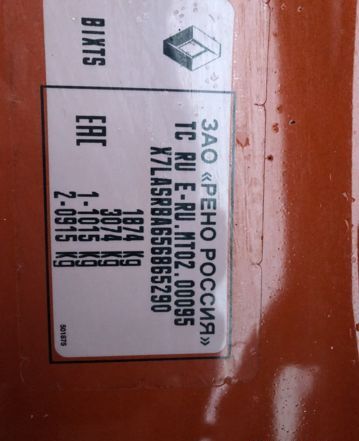 ЗАО «РЕНО РОССИЯ»
TC RU E-RU.MT02.00095
X7LASRBA656865290
1874 Kg
3074 Kg
1-1015 Kg
2-0915 Kg
EAC
BIXTS
501875